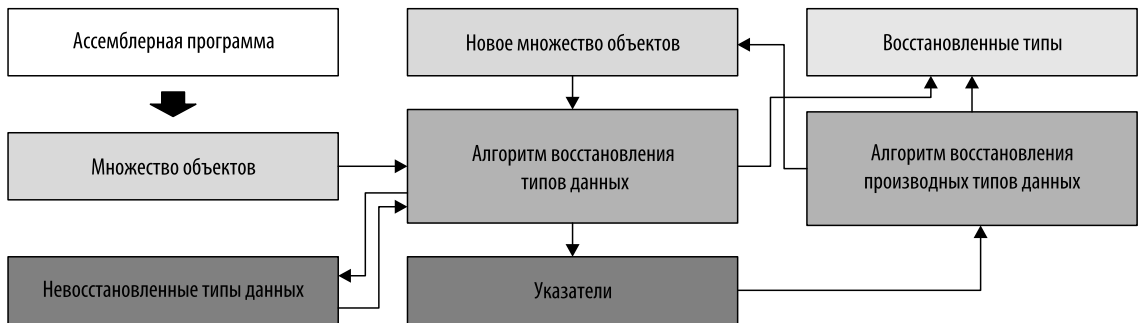 Ассемблерная программа
Новое множество объектов
Восстановленные типы
Множество объектов
Алгоритм восстановления
типов данных
Алгоритм восстановления
производных типов данных
Невосстановленные типы данных
Указатели